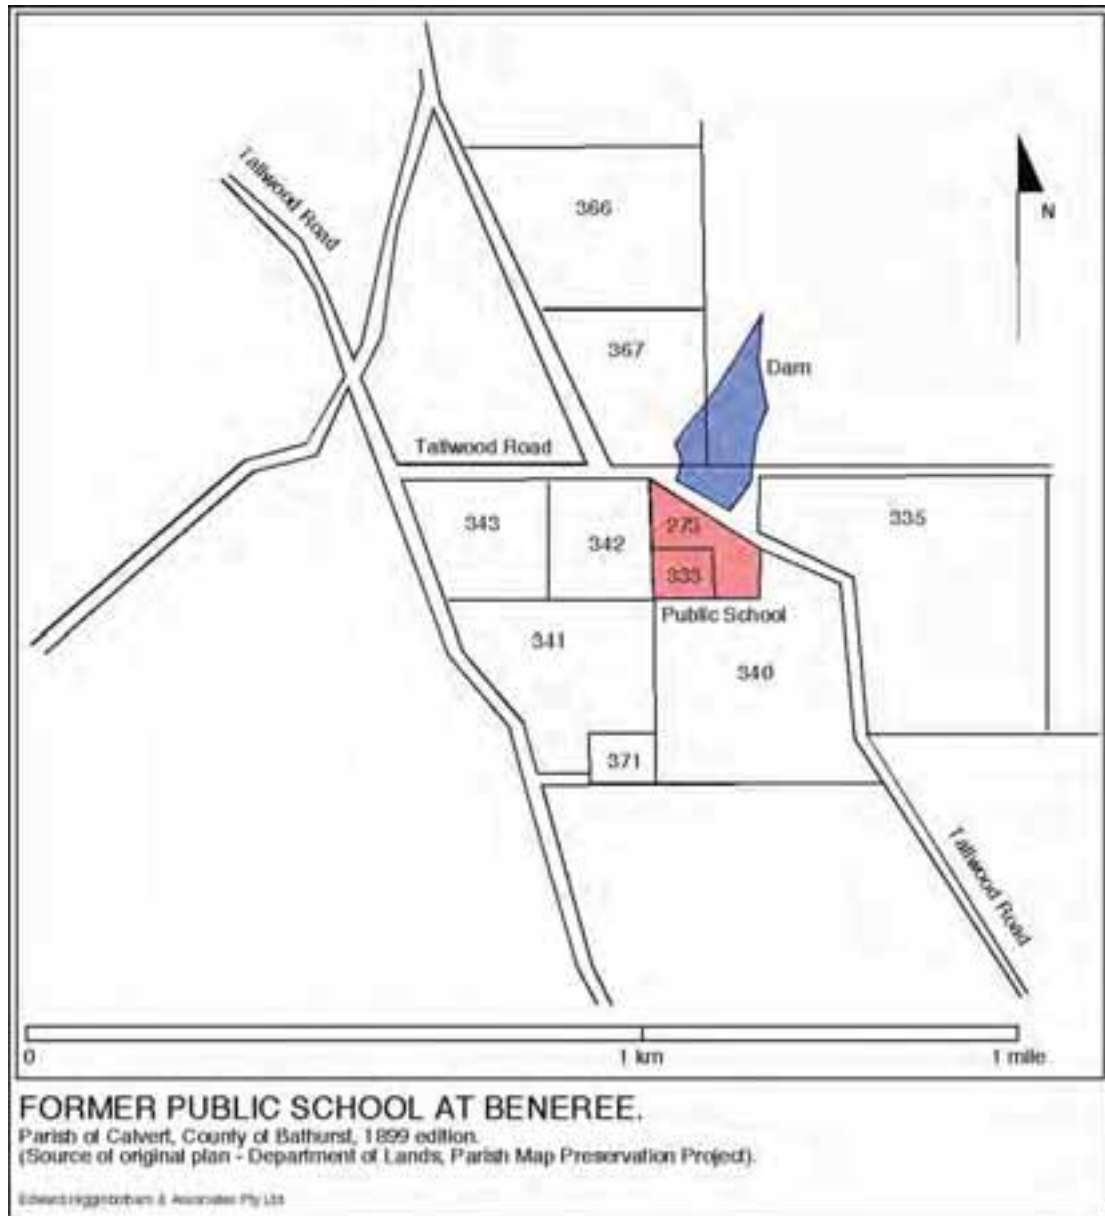 Tallwood Road
366
N
367
Dam
Tallwood Road
343
342
273
335
333
Public School
341
340
371
Tallwood Road
0
1 km
1 mile
FORMER PUBLIC SCHOOL AT BENEREE.
Parish of Calvert, County of Bathurst, 1899 edition.
(Source of original plan - Department of Lands, Parish Map Preservation Project).
Edward Higginbotham & Associates Pty Ltd